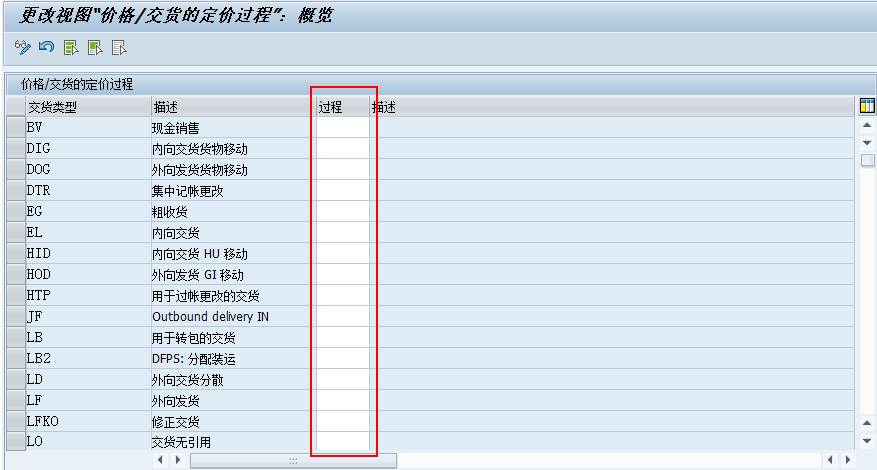 更改视图“价格/交货的定价过程”: 概览
价格/交货的定价过程
交货类型 描述 过程 描述
BV 现金销售
DIG 内向交货货物移动
DOG 外向发货货物移动
DTR 集中记帐更改
EG 粗收货
EL 内向交货
HID 内向交货 HU 移动
HOD 外向发货 GI 移动
HTP 用于过帐更改的交货
JF Outbound delivery IN
LB 用于转包的交货
LB2 DFPS: 分配装运
LD 外向交货分散
LF 外向发货
LFKO 修正交货
LO 交货无引用